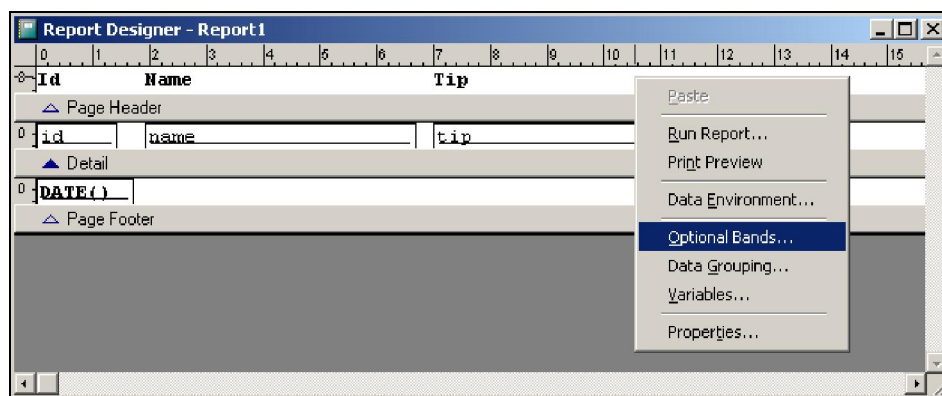 Report Designer - Report1
0 1 2 3 4 5 6 7 8 9 10 11 12 13 14 15
Id Name Tip
Page Header
id name tip
Detail
DATE()
Page Footer
Paste
Run Report...
Print Preview
Data Environment...
Optional Bands...
Data Grouping...
Variables...
Properties...